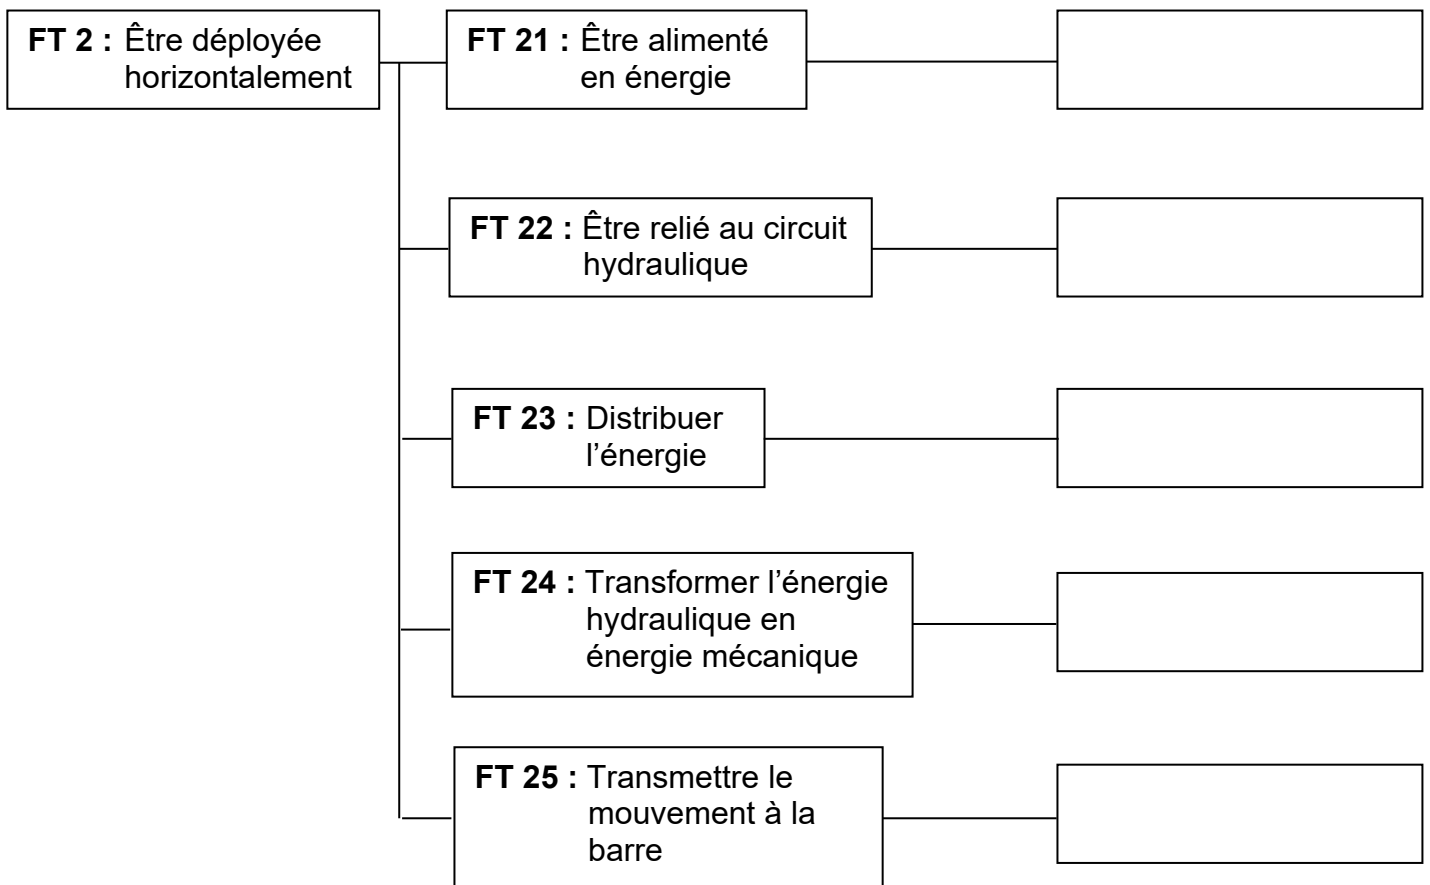 FT 2 : Être déployée
horizontalement
FT 21 : Être alimenté
en énergie
FT 22 : Être relié au circuit
hydraulique
FT 23 : Distribuer
l’énergie
FT 24 : Transformer l’énergie
hydraulique en
énergie mécanique
FT 25 : Transmettre le
mouvement à la
barre